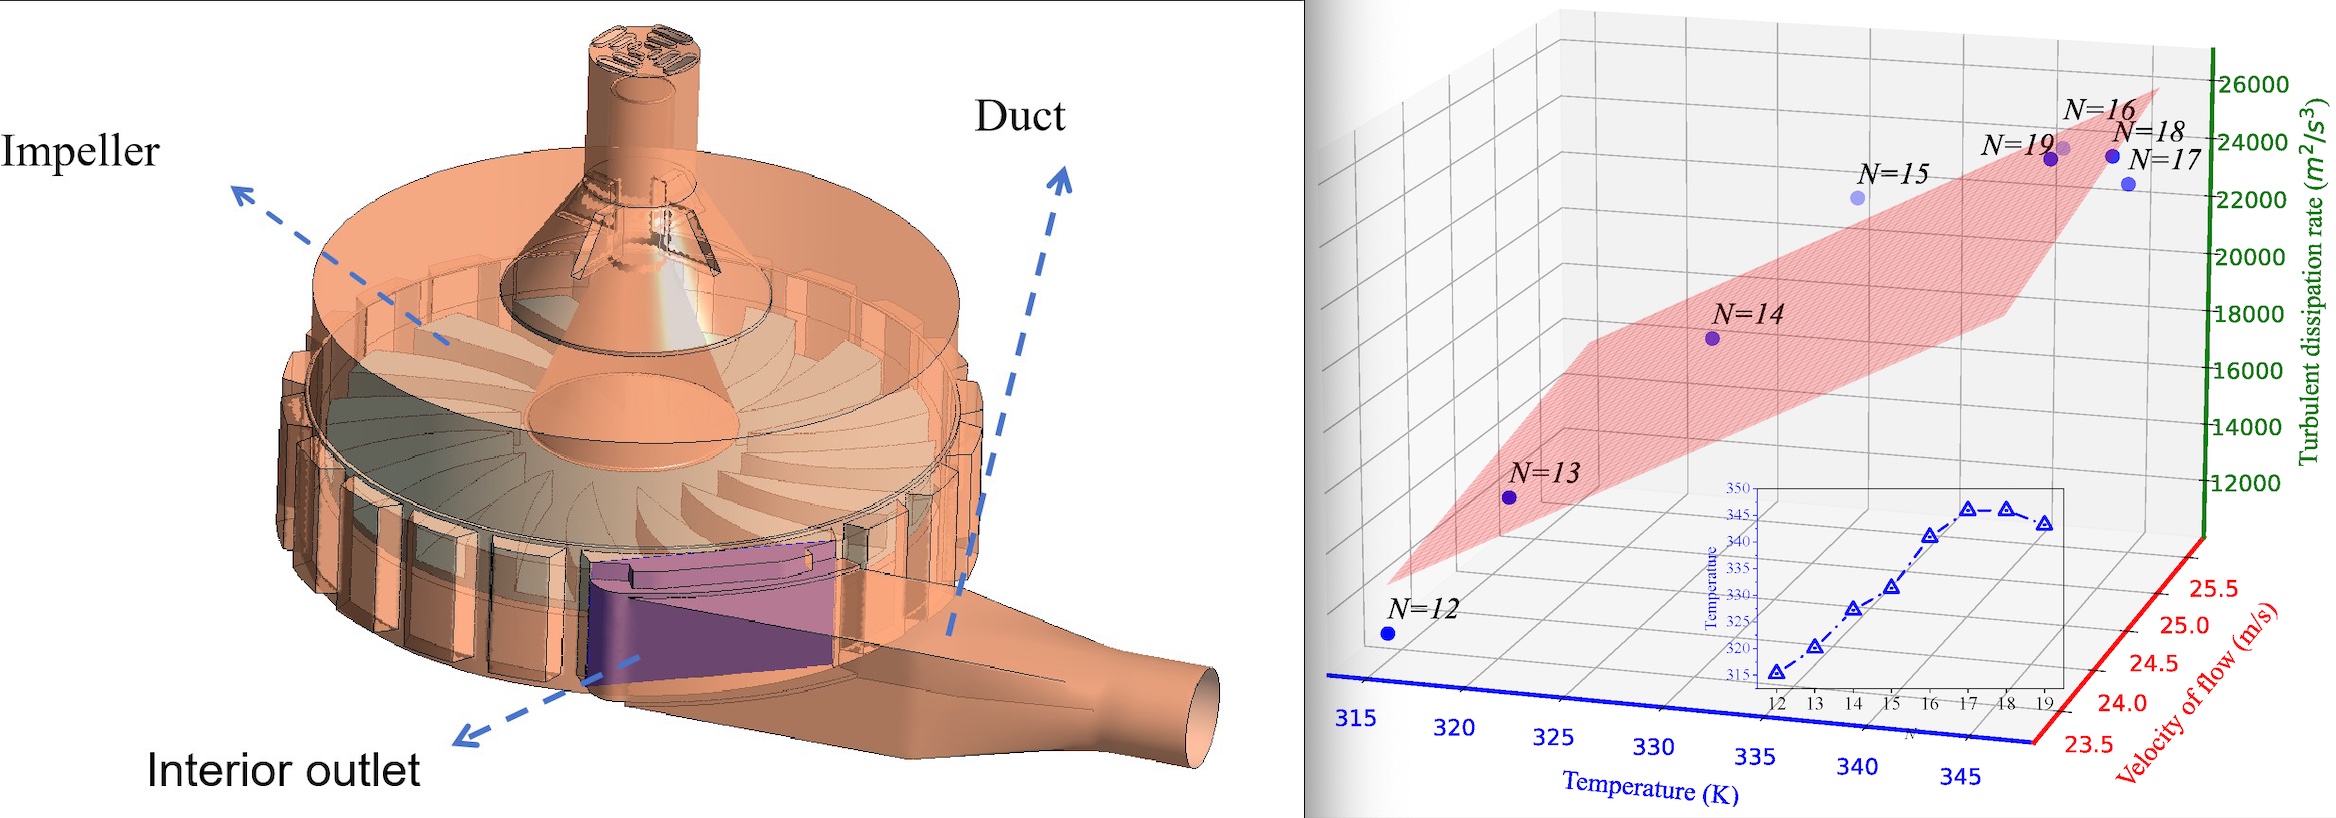 Impeller
Duct
Interior outlet
N=12
N=13
N=14
N=15
N=16
N=19
N=18
N=17
26000
24000
22000
20000
18000
16000
14000
12000
Turbulent dissipation rate (m²/s³)
25.5
25.0
24.5
24.0
23.5
Velocity of flow (m/s)
315
320
325
330
335
340
345
Temperature (K)
350
345
340
335
330
325
320
315
Temperature
12 13 14 15 16 17 18 19
N